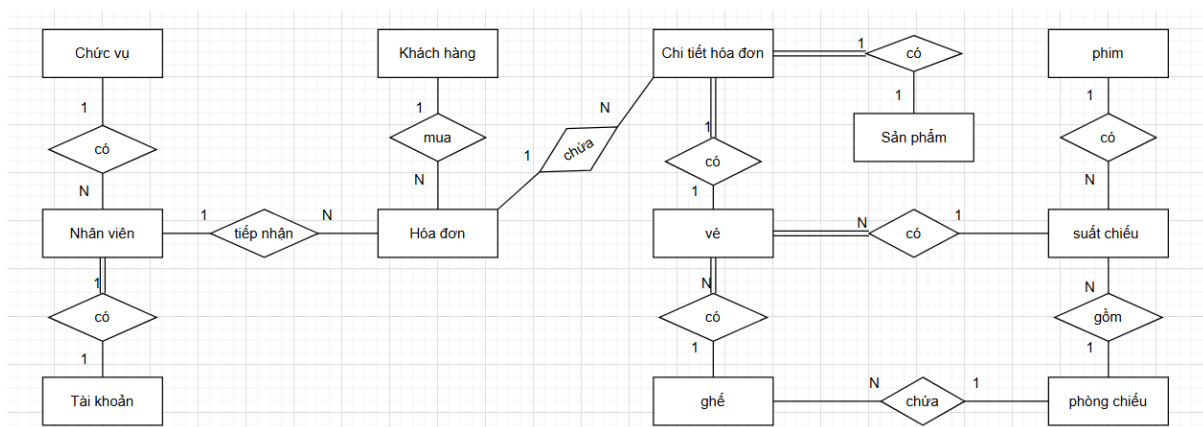 Chức vụ
Khách hàng
Chi tiết hóa đơn
1
có
phim
1
1
N
1
1
1
Sản phẩm
có
mua
1
chứa
có
có
N
N
1
N
Nhân viên
1
tiếp nhận
N
Hóa đơn
vé
N
có
1
suất chiếu
1
N
N
có
có
gồm
1
1
1
Tài khoản
ghế
N
chứa
1
phòng chiếu